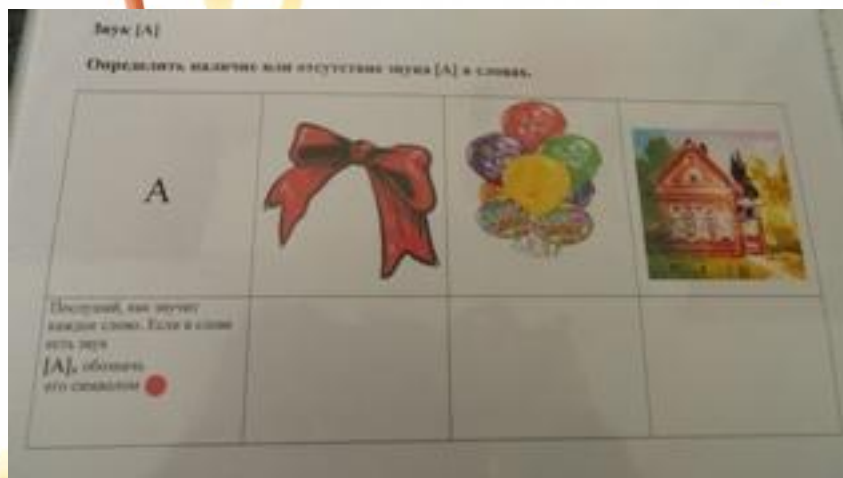 Звук [А]
Определить наличие или отсутствие звука [А] в словах.
А
Послушай, как звучит
каждое слово. Если в слове
есть звук
[А], обозначь
его символом